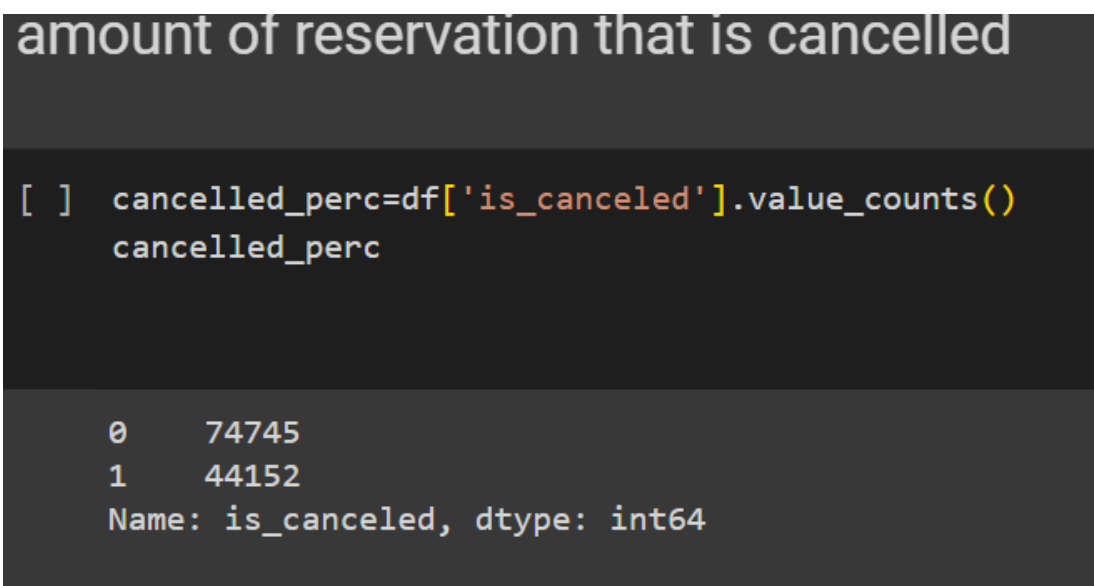 amount of reservation that is cancelled
[ ] cancelled_perc=df['is_canceled'].value_counts()
cancelled_perc
0 74745
1 44152
Name: is_canceled, dtype: int64